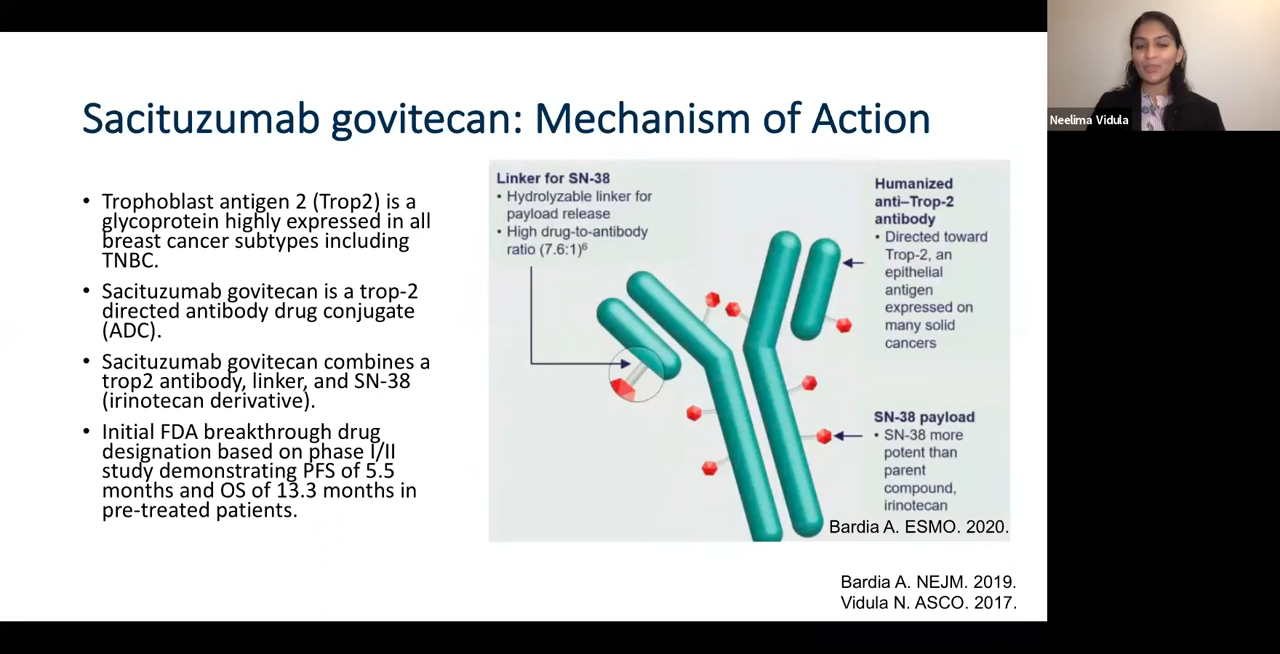 Sacituzumab govitecan: Mechanism of Action
• Trophoblast antigen 2 (Trop2) is a
glycoprotein highly expressed in all
breast cancer subtypes including
TNBC.
• Sacituzumab govitecan is a trop-2
directed antibody drug conjugate
(ADC).
• Sacituzumab govitecan combines a
trop2 antibody, linker, and SN-38
(irinotecan derivative).
• Initial FDA breakthrough drug
designation based on phase I/II
study demonstrating PFS of 5.5
months and OS of 13.3 months in
pre-treated patients.
Linker for SN-38
• Hydrolyzable linker for
payload release
• High drug-to-antibody
ratio (7.6:1)⁶
Humanized
anti–Trop-2
antibody
• Directed toward
Trop-2, an
epithelial
antigen
expressed on
many solid
cancers
SN-38 payload
• SN-38 more
potent than
parent
compound,
irinotecan
Bardia A. ESMO. 2020.
Bardia A. NEJM. 2019.
Vidula N. ASCO. 2017.
Neelima Vidula